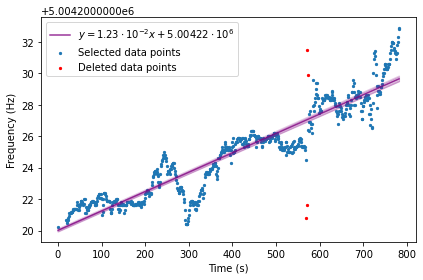 +5.0042000000e6
y = 1.23 · 10⁻²x + 5.00422 · 10⁶
Selected data points
Deleted data points
32
30
28
26
24
22
20
Frequency (Hz)
0 100 200 300 400 500 600 700 800
Time (s)